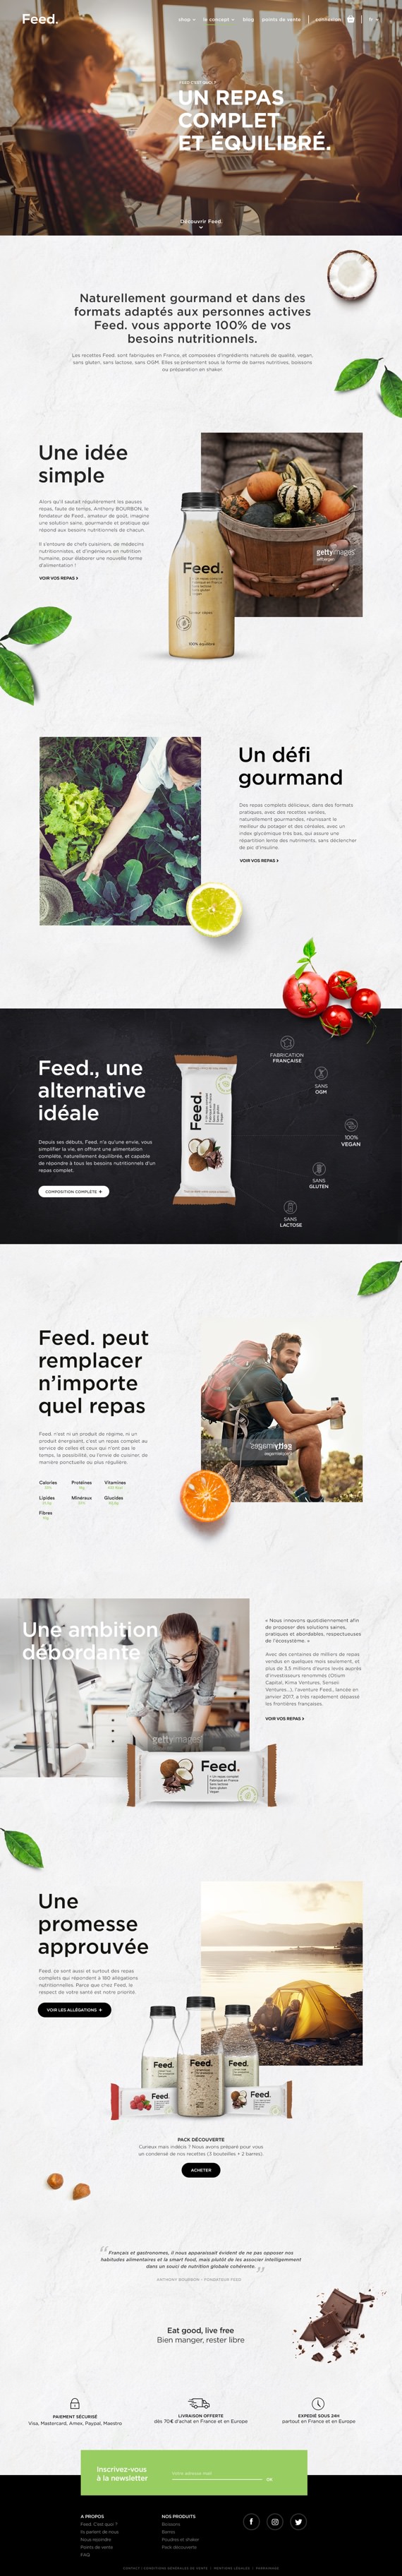 Feed.
shop
le concept
blog
points de vente
connexion
fr
FEED C'EST QUOI ?
UN REPAS
COMPLET
ET ÉQUILIBRÉ.
Découvrir Feed.
Naturellement gourmand et dans des
formats adaptés aux personnes actives
Feed. vous apporte 100% de vos
besoins nutritionnels.
Les recettes Feed. sont fabriquées en France, et composées d'ingrédients naturels de qualité, vegan,
sans gluten, sans lactose, sans OGM. Elles se présentent sous la forme de barres nutritives, boissons
ou préparation en shaker.
Une idée
simple
Alors qu'il sautait régulièrement les pauses
repas, faute de temps, Anthony BOURBON, le
fondateur de Feed., amateur de goût, imagine
une solution saine, gourmande et pratique qui
répond aux besoins nutritionnels de chacun.
Il s'entoure de chefs cuisiniers, de médecins
nutritionnistes, et d'ingénieurs en nutrition
humaine, pour élaborer une nouvelle forme
d'alimentation !
VOIR VOS REPAS >
gettyimages
Feed.
Un défi
gourmand
Des repas complets délicieux, dans des formats
pratiques, avec des recettes variées,
naturellement gourmandes, réunissant le
meilleur du potager et des céréales, avec un
index glycémique très bas, qui assure une
répartition lente des nutriments, sans déclencher
de pic d'insuline.
VOIR VOS REPAS >
Feed., une
alternative
idéale
Depuis ses débuts, Feed. n'a qu'une envie, vous
simplifier la vie, en offrant une alimentation
complète, naturellement équilibrée, et capable
de répondre à tous les besoins nutritionnels d'un
repas complet.
COMPOSITION COMPLÈTE +
Feed.
FABRICATION
FRANÇAISE
SANS
OGM
100%
VEGAN
SANS
GLUTEN
SANS
LACTOSE
Feed. peut
remplacer
n'importe
quel repas
Feed. n'est ni un produit de régime, ni un
produit énergisant, c'est un repas complet au
service de celles et ceux qui n'ont pas le
temps, la possibilité, ou l'envie de cuisiner, de
manière ponctuelle ou plus régulière.
Calories
Protéines
Vitamines
Lipides
Minéraux
Glucides
Fibres
gettyimages
Une ambition
débordante
« Nous innovons quotidiennement afin
de proposer des solutions saines,
pratiques et abordables, respectueuses
de l'écosystème. »
Avec des centaines de milliers de repas
vendus en quelques mois seulement, et
plus de 3,5 millions d'euros levés auprès
d'investisseurs renommés (Otium
Capital, Kima Ventures, Sensei
Ventures...), l'aventure Feed., lancée en
janvier 2017, a très rapidement dépassé
les frontières françaises.
VOIR VOS REPAS >
gettyimages
Feed.
Une
promesse
approuvée
Feed. ce sont aussi et surtout des repas
complets qui répondent à 160 allégations
nutritionnelles. Parce que chez Feed, le
respect de votre santé est notre priorité.
VOIR LES ALLÉGATIONS +
Feed.
Feed.
Feed.
Feed.
Feed.
PACK DÉCOUVERTE
Curieux mais indécis ? Nous avons préparé pour vous
un condensé de nos recettes (3 bouteilles + 2 barres).
ACHETER
“ Français et gastronomes, il nous apparaissait évident de ne pas opposer nos
habitudes alimentaires et la smart food, mais plutôt de les associer intelligemment
dans un souci de nutrition globale cohérente. ”
ANTHONY BOURBON - FONDATEUR FEED.
Eat good, live free
Bien manger, rester libre
PAIEMENT SÉCURISÉ
Visa, Mastercard, Amex, Paypal, Maestro
LIVRAISON OFFERTE
dès 70€ d'achat en France et en Europe
EXPÉDIÉ SOUS 24H
partout en France et en Europe
Inscrivez-vous
à la newsletter
Votre adresse mail
OK
A PROPOS
Feed. C'est quoi ?
Ils parlent de nous
Nous rejoindre
Points de vente
FAQ
NOS PRODUITS
Boissons
Barres
Poudres et shaker
Pack découverte
CONTACT | CONDITIONS GÉNÉRALES DE VENTE | MENTIONS LÉGALES